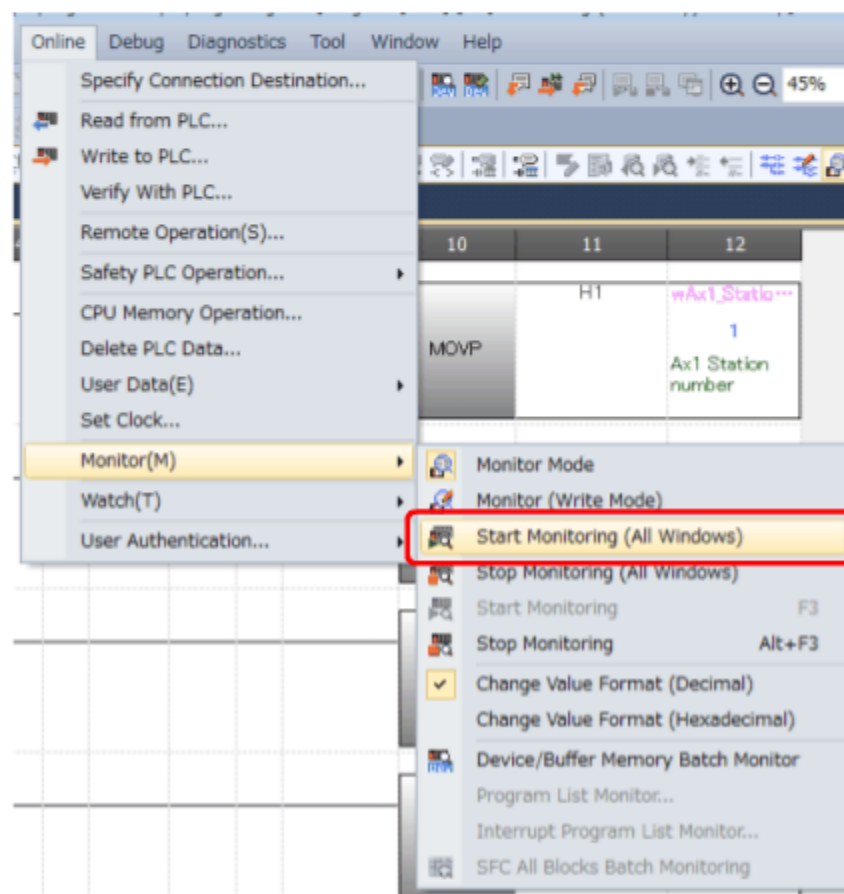 Online Debug Diagnostics Tool Window Help
Specify Connection Destination...
45%
Read from PLC...
Write to PLC...
Verify With PLC...
Remote Operation(S)...
10 11 12
Safety PLC Operation...
H1 wAx1_Statio…
CPU Memory Operation...
1
Delete PLC Data...
MOVP
Ax1 Station
number
User Data(E)
Set Clock...
Monitor(M)
Monitor Mode
Watch(T)
Monitor (Write Mode)
User Authentication...
Start Monitoring (All Windows)
Stop Monitoring (All Windows)
Start Monitoring F3
Stop Monitoring Alt+F3
Change Value Format (Decimal)
Change Value Format (Hexadecimal)
Device/Buffer Memory Batch Monitor
Program List Monitor...
Interrupt Program List Monitor...
SFC All Blocks Batch Monitoring